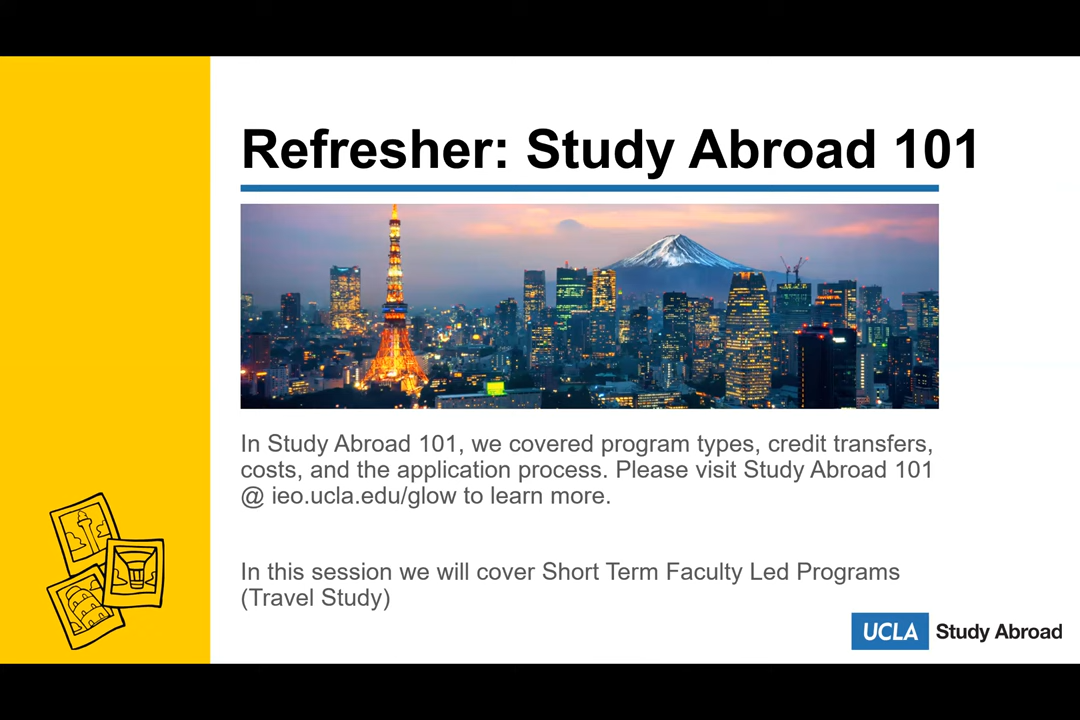 Refresher: Study Abroad 101
In Study Abroad 101, we covered program types, credit transfers,
costs, and the application process. Please visit Study Abroad 101
@ ieo.ucla.edu/glow to learn more.
In this session we will cover Short Term Faculty Led Programs
(Travel Study)
UCLA Study Abroad